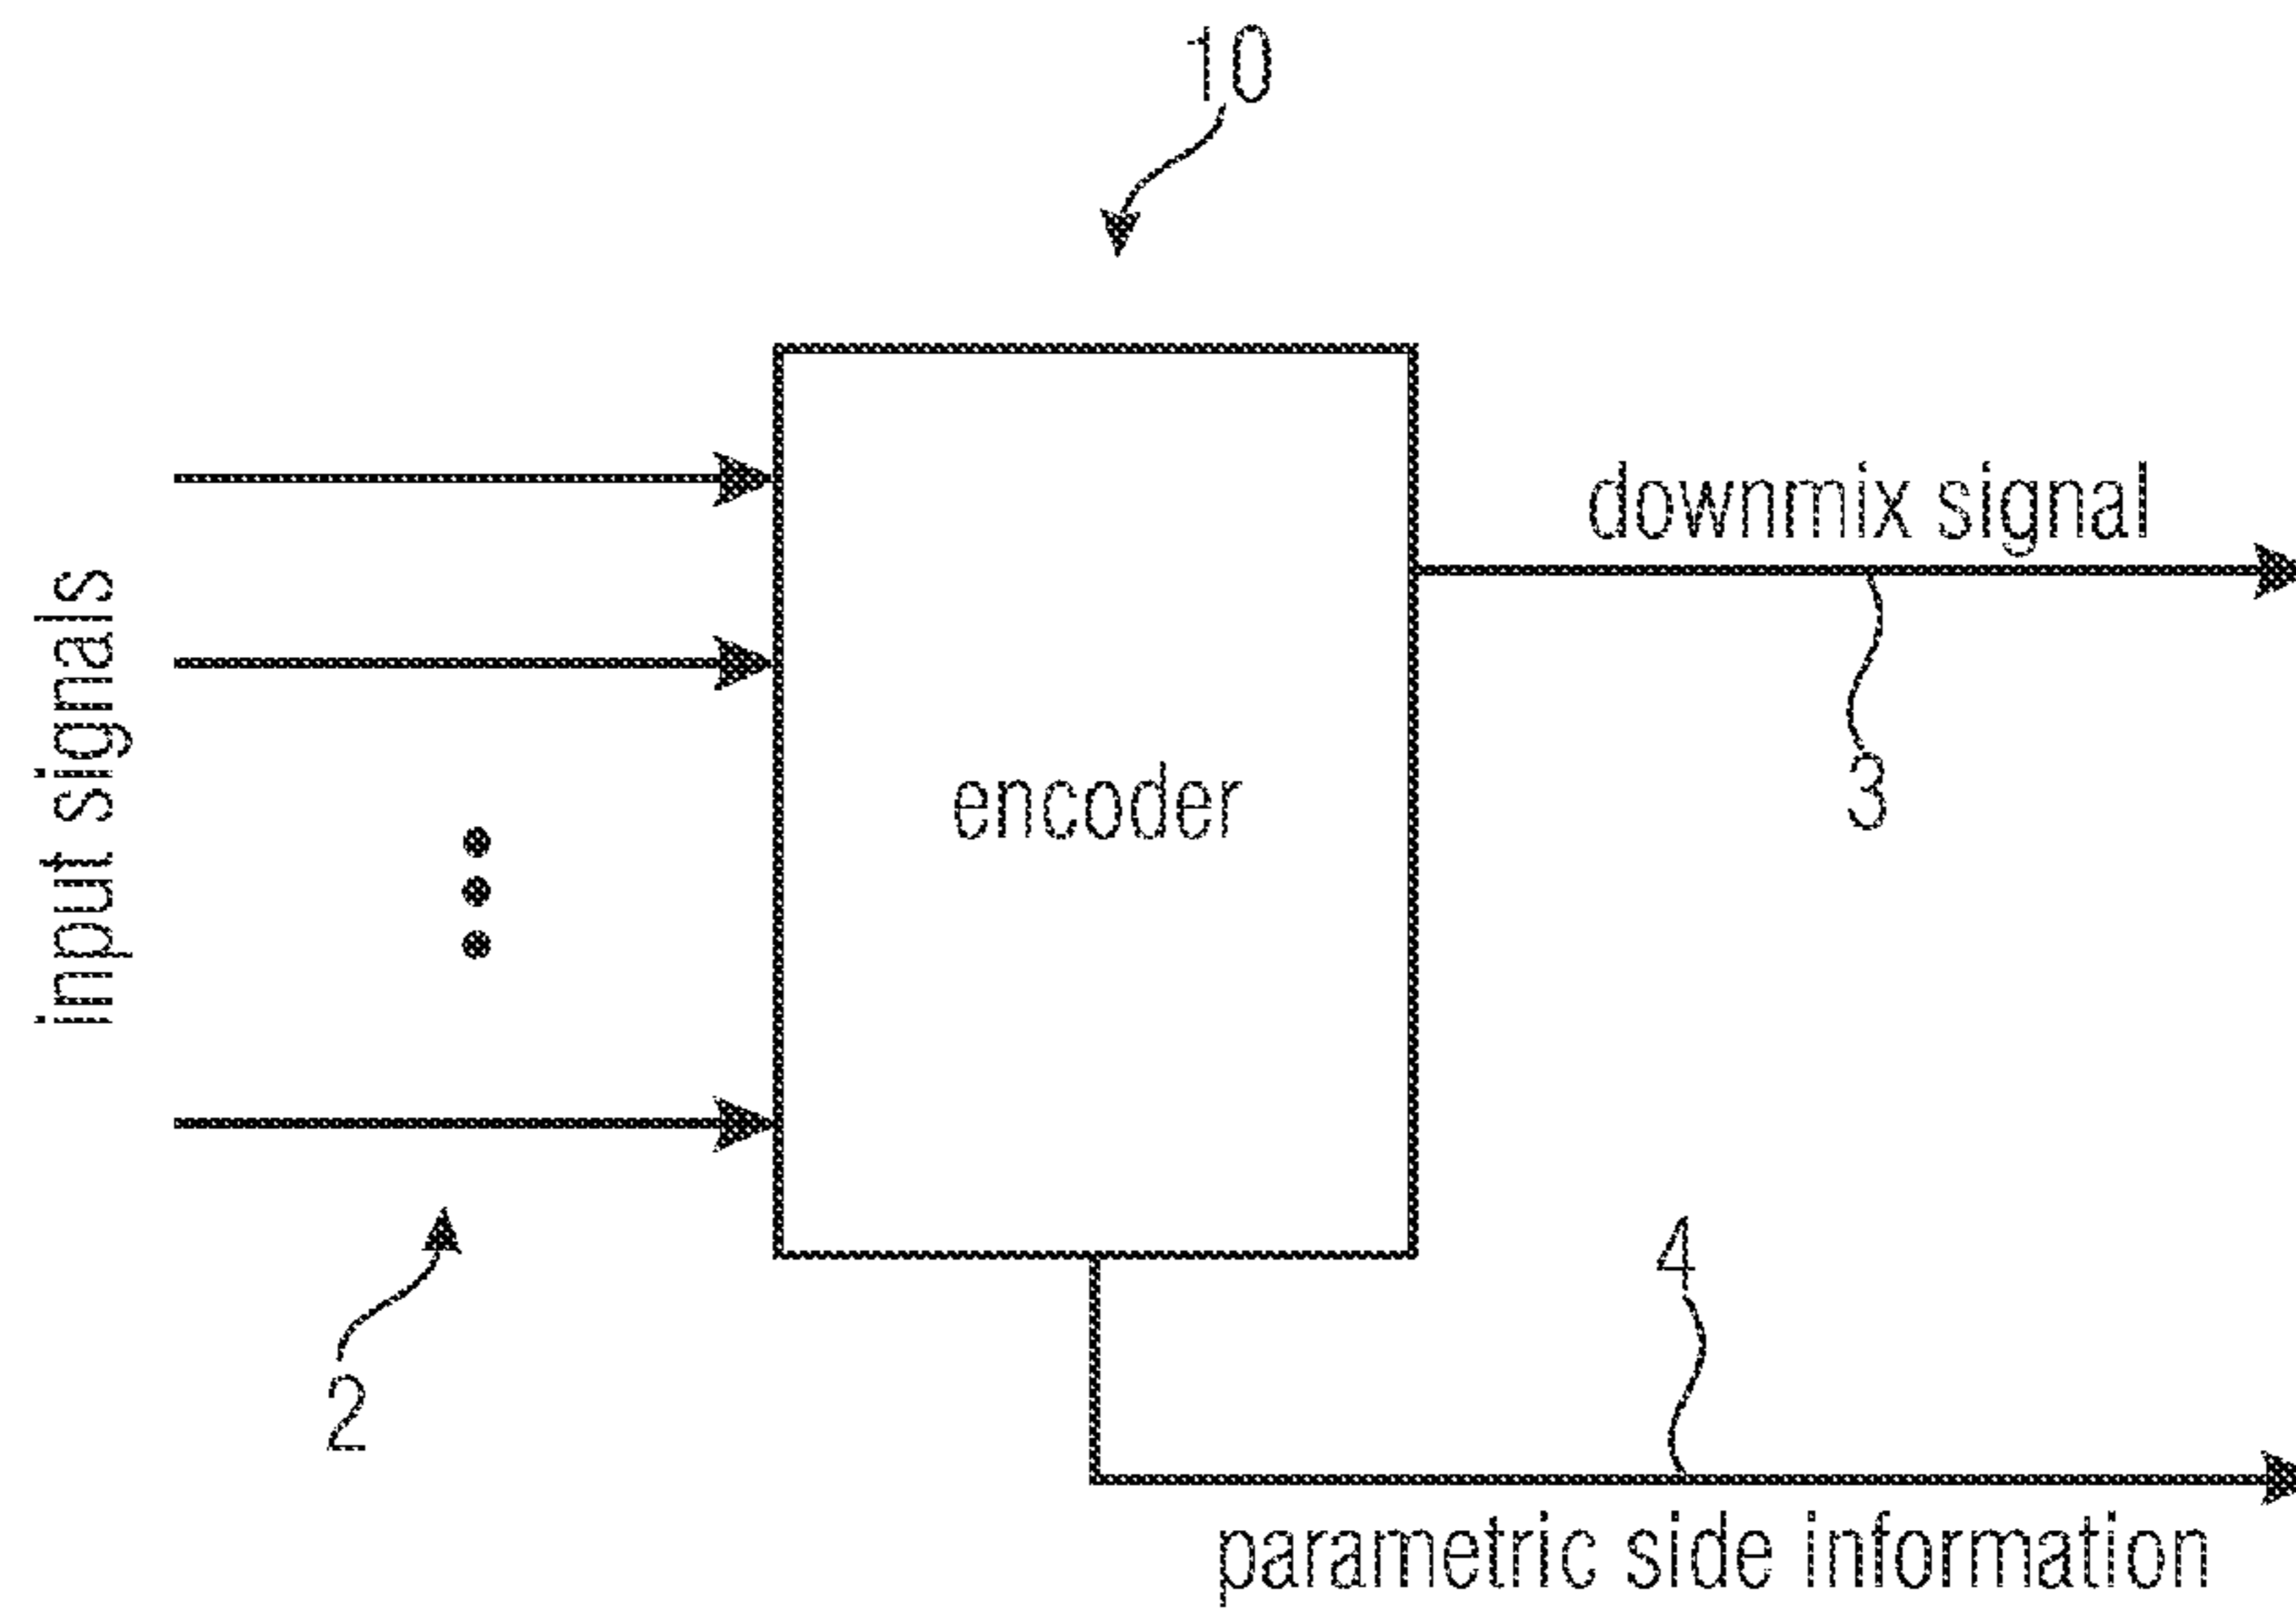 10
input signals
downmix signal
encoder
3
4
2
parametric side information